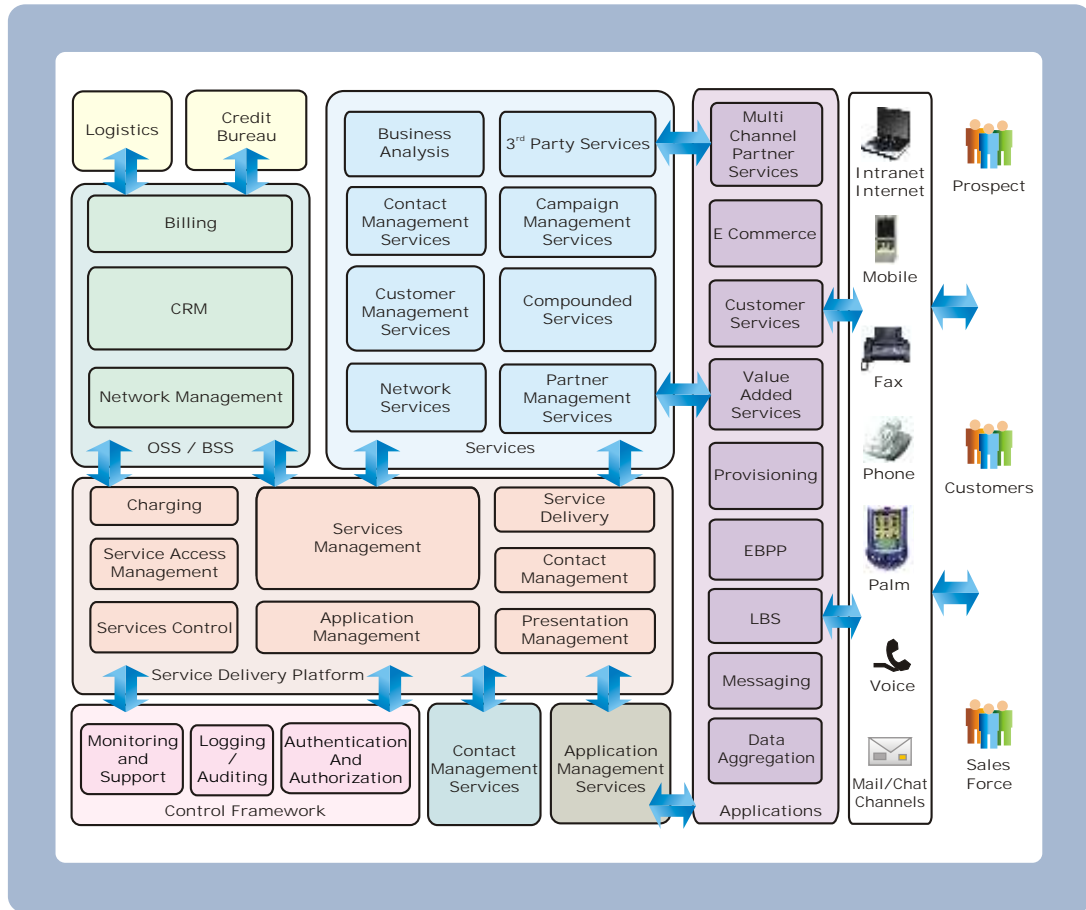 Logistics
Credit
Bureau
Billing
CRM
Network Management
OSS / BSS
Business
Analysis
3rd Party Services
Contact
Management
Services
Campaign
Management
Services
Customer
Management
Services
Compounded
Services
Network
Services
Partner
Management
Services
Services
Charging
Service Access
Management
Services Control
Services
Management
Application
Management
Service
Delivery
Contact
Management
Presentation
Management
Service Delivery Platform
Monitoring
and
Support
Logging
/
Auditing
Authentication
And
Authorization
Control Framework
Contact
Management
Services
Application
Management
Services
Multi
Channel
Partner
Services
E Commerce
Customer
Services
Value
Added
Services
Provisioning
EBPP
LBS
Messaging
Data
Aggregation
Applications
Intranet
Internet
Mobile
Fax
Phone
Palm
Voice
Mail/Chat
Channels
Prospect
Customers
Sales
Force